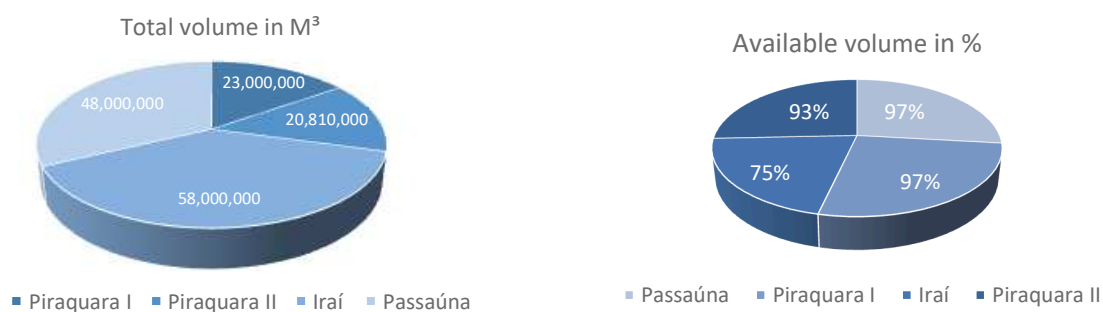 Total volume in M³
23,000,000
48,000,000
20,810,000
58,000,000
Piraquara I Piraquara II Iraí Passaúna
Available volume in %
93% 97%
75%
97%
Passaúna Piraquara I Iraí Piraquara II